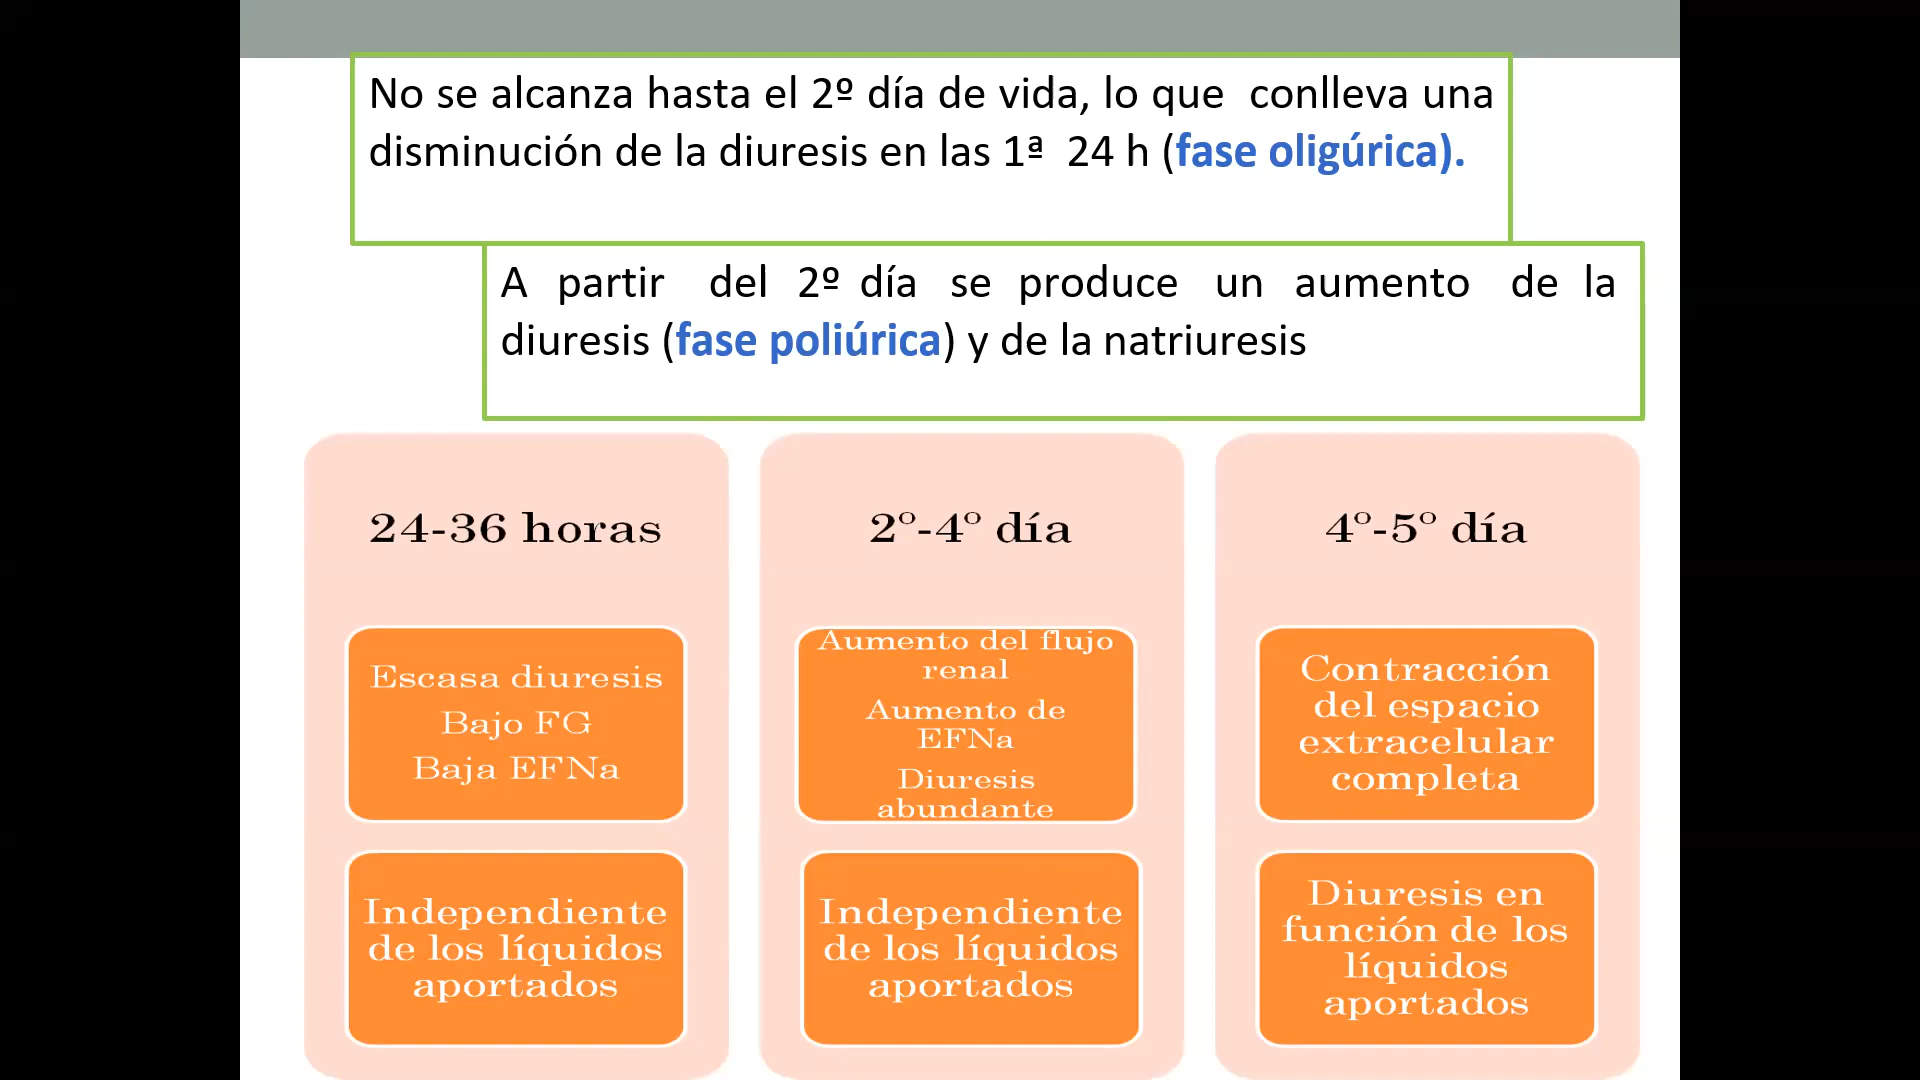 No se alcanza hasta el 2º día de vida, lo que conlleva una
disminución de la diuresis en las 1ª 24 h (fase oligúrica).
A partir del 2º día se produce un aumento de la
diuresis (fase poliúrica) y de la natriuresis
24-36 horas
Escasa diuresis
Bajo FG
Baja EFNa
Independiente
de los líquidos
aportados
2º-4º día
Aumento del flujo
renal
Aumento de
EFNa
Diuresis
abundante
Independiente
de los líquidos
aportados
4º-5º día
Contracción
del espacio
extracelular
completa
Diuresis en
función de los
líquidos
aportados